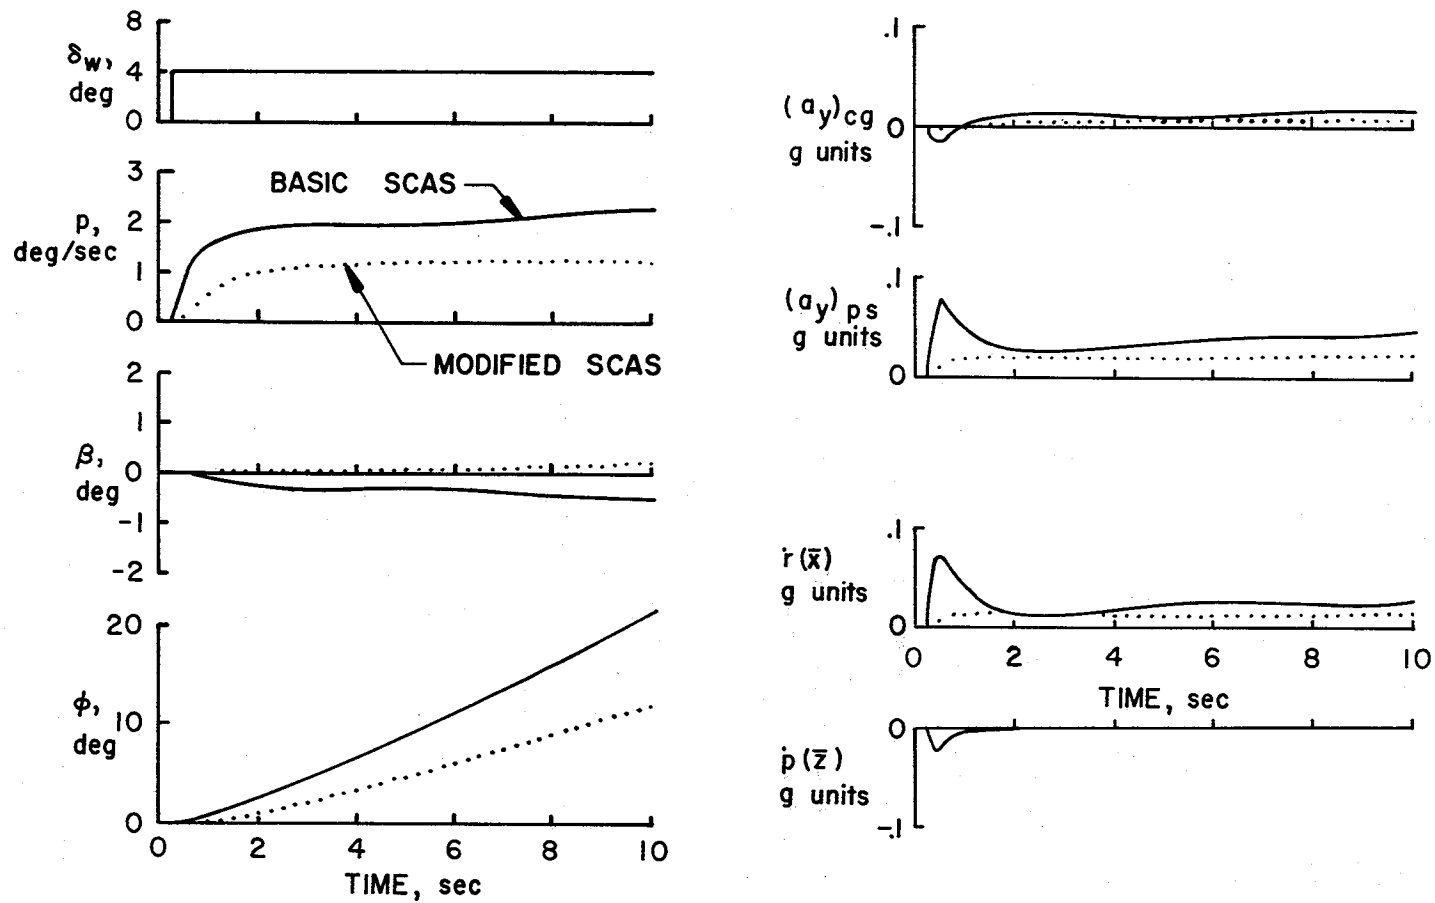 8
δw,
deg
4
0
3
BASIC SCAS
2
p,
deg/sec
1
0
MODIFIED SCAS
2
1
β,
deg
0
-1
-2
20
φ,
deg
10
0
0 2 4 6 8 10
TIME, sec
.1
(ay)cg
g units
0
-.1
.1
(ay)ps
g units
0
.1
ṙ(x̄)
g units
0
0 2 4 6 8 10
TIME, sec
0
ṗ(z̄)
g units
-.1